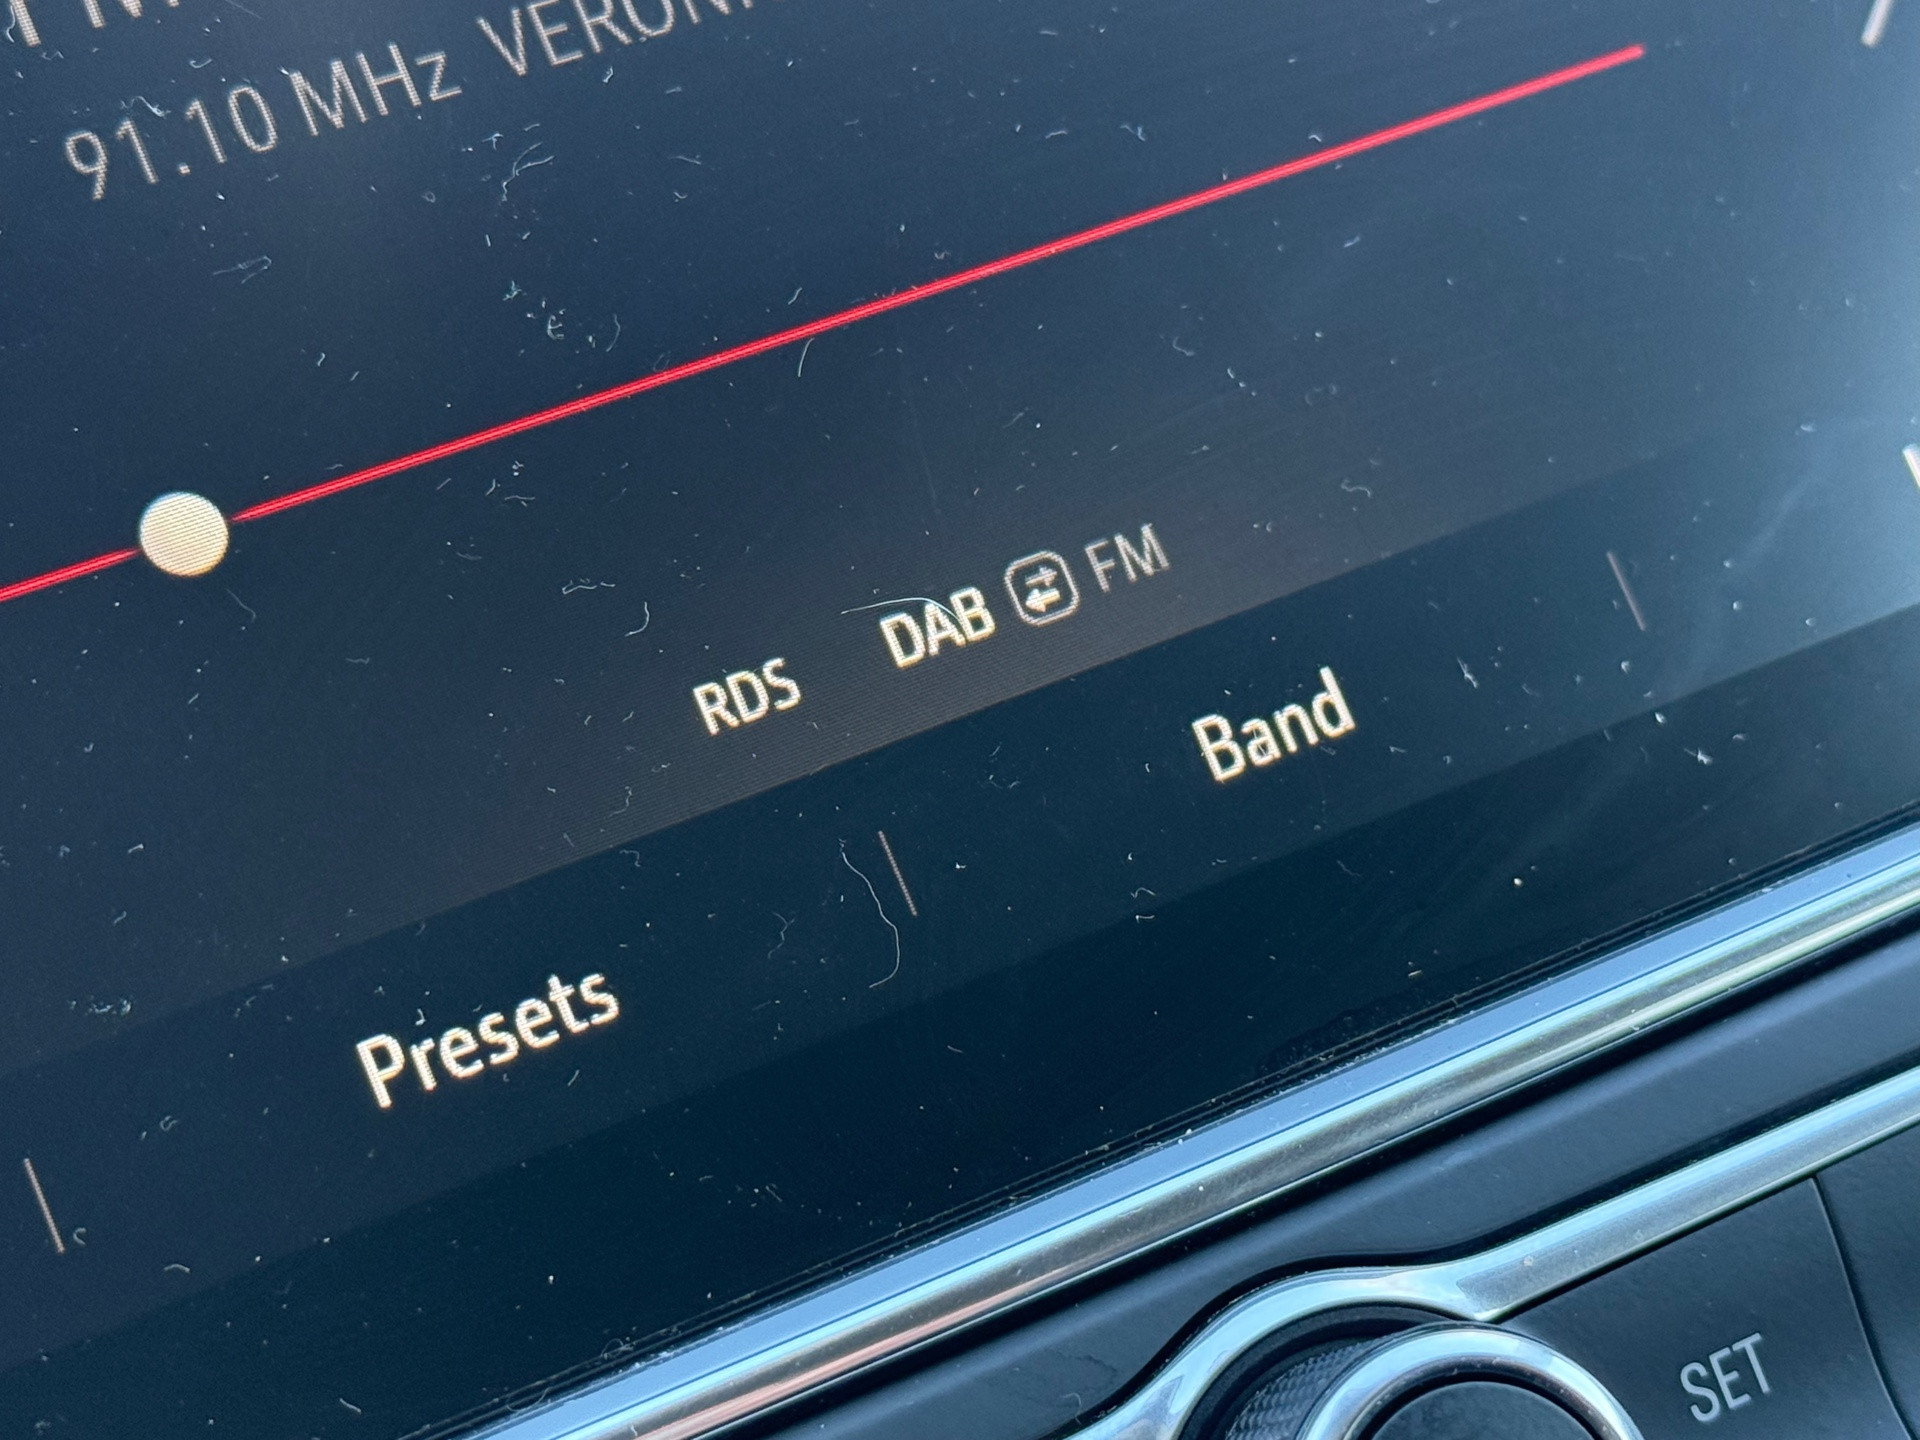 91.10 MHz
RDS DAB FM
Presets Band
SET